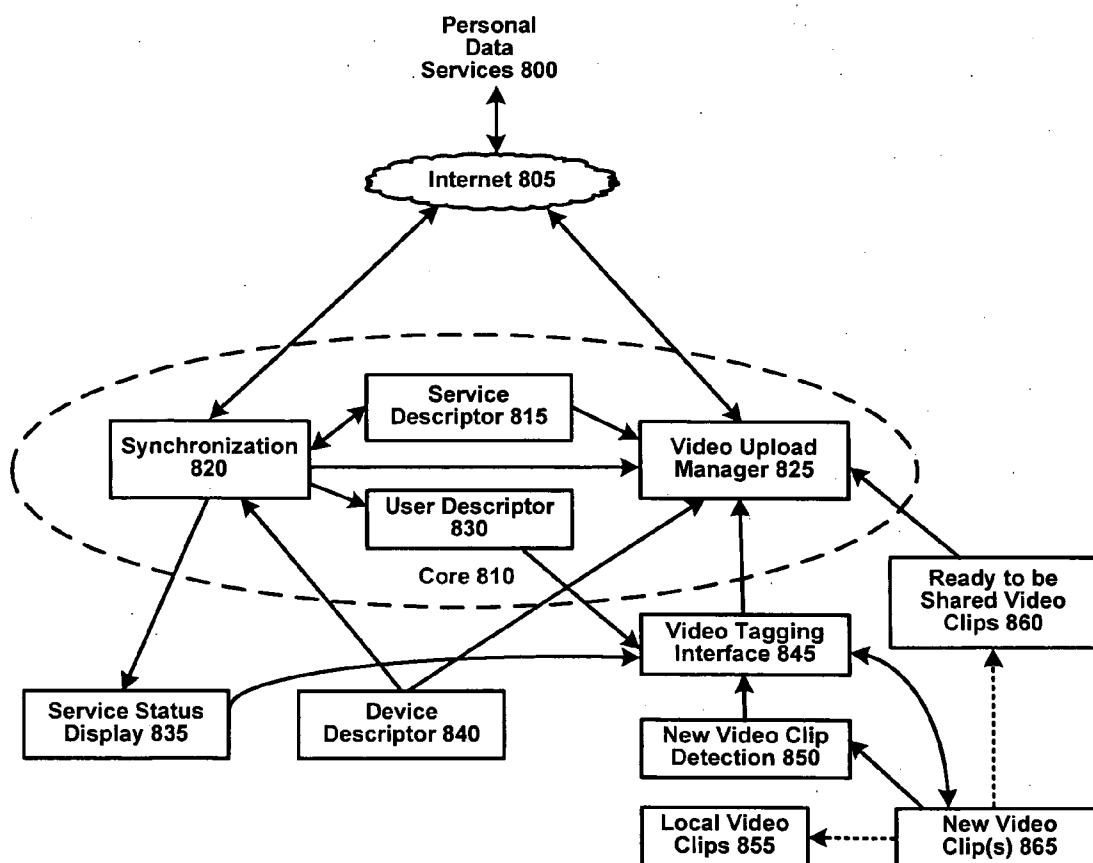 Personal
Data
Services 800
Internet 805
Service
Descriptor 815
Synchronization
820
Video Upload
Manager 825
User Descriptor
830
Core 810
Ready to be
Shared Video
Clips 860
Video Tagging
Interface 845
Service Status
Display 835
Device
Descriptor 840
New Video Clip
Detection 850
Local Video
Clips 855
New Video
Clip(s) 865